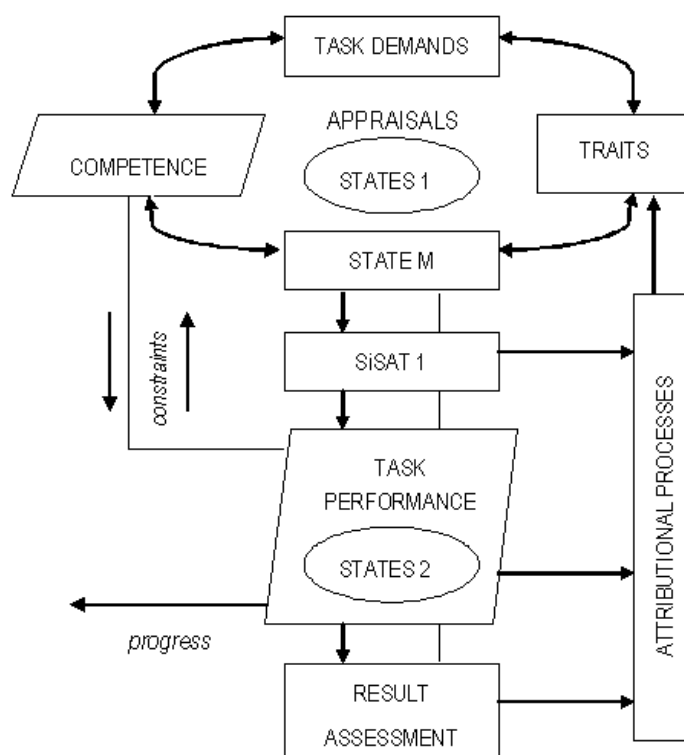 TASK DEMANDS
APPRAISALS
COMPETENCE
STATES 1
TRAITS
STATE M
SiSAT 1
constraints
TASK
PERFORMANCE
STATES 2
ATTRIBUTIONAL PROCESSES
progress
RESULT
ASSESSMENT